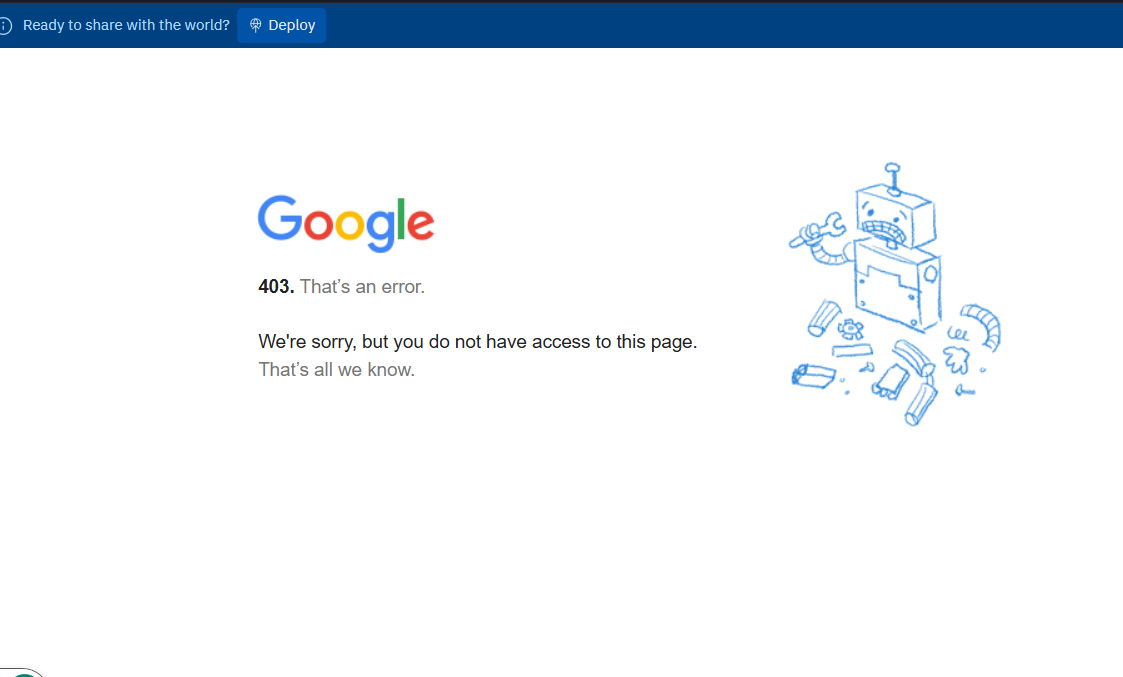 Ready to share with the world? Deploy
Google
403. That’s an error.
We're sorry, but you do not have access to this page.
That’s all we know.